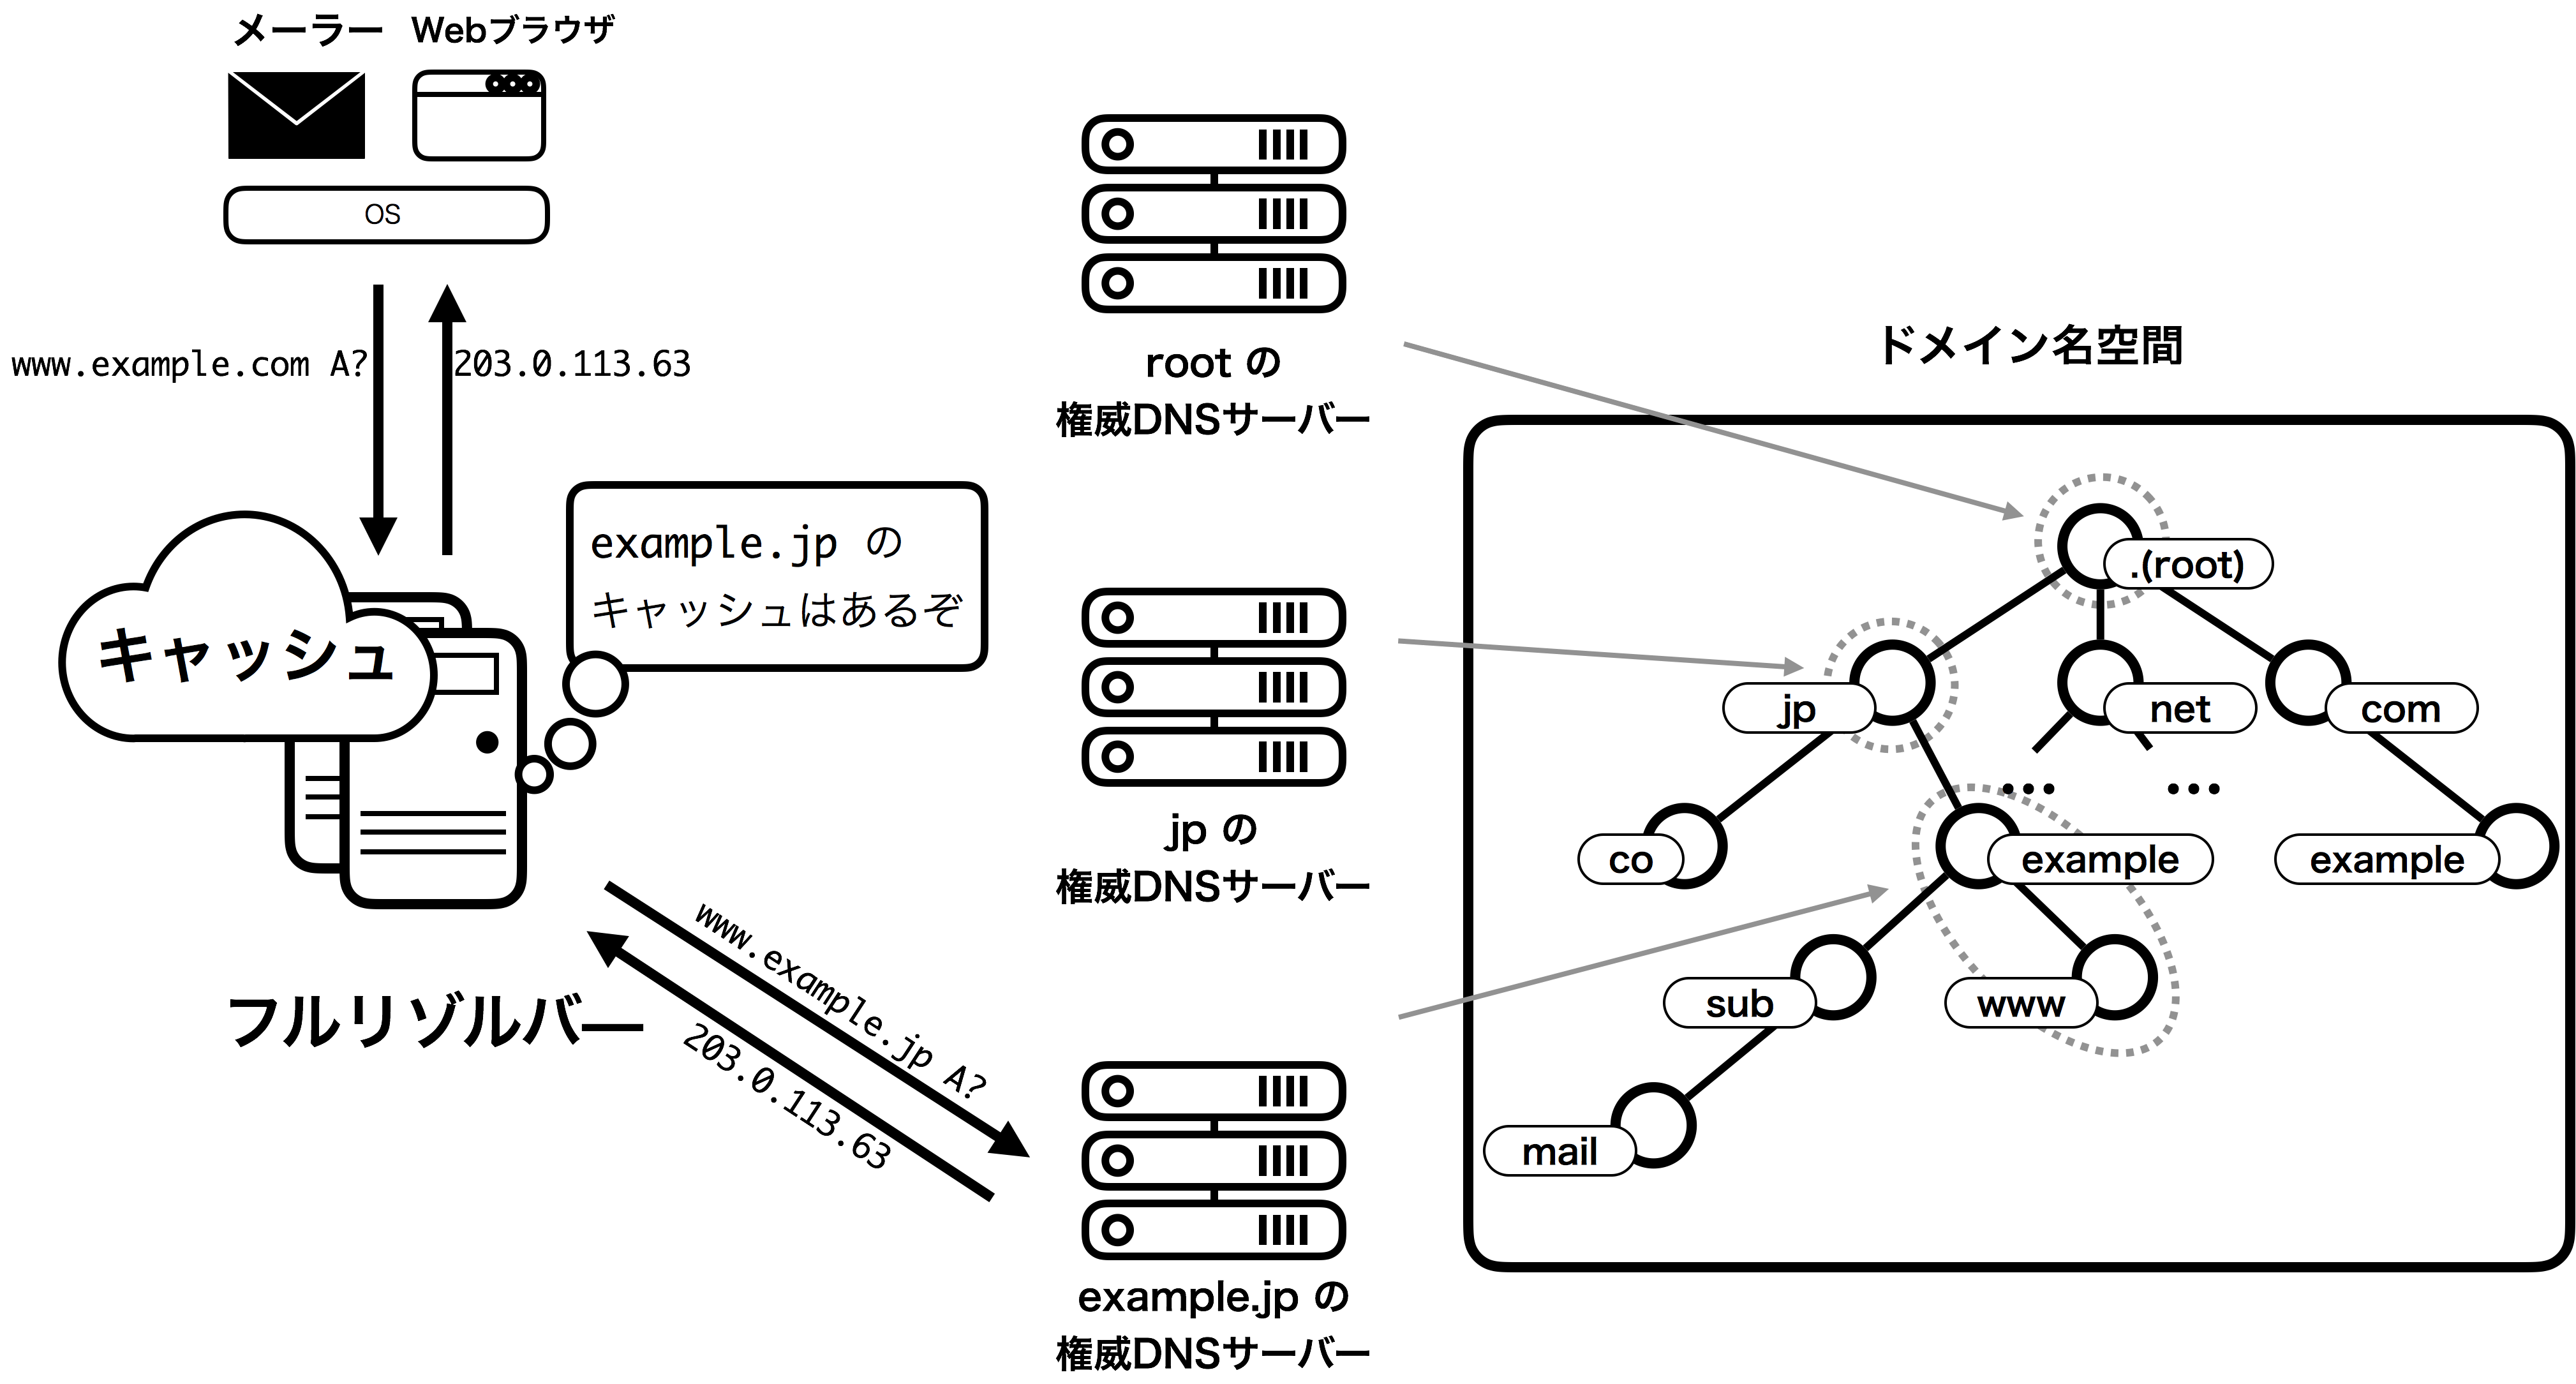 メーラー
Webブラウザ
OS
www.example.com A?
203.0.113.63
キャッシュ
example.jp の
キャッシュはあるぞ
フルリゾルバー
www.example.jp A?
203.0.113.63
root の
権威DNSサーバー
jp の
権威DNSサーバー
example.jp の
権威DNSサーバー
ドメイン名空間
.(root)
jp
net
com
...
...
co
example
example
sub
www
mail